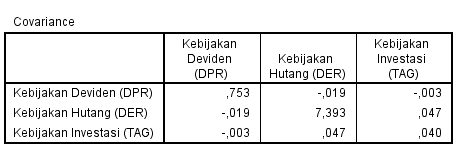 Covariance
Kebijakan Deviden (DPR) Kebijakan Hutang (DER) Kebijakan Investasi (TAG)
Kebijakan Deviden (DPR) ,753 -,019 -,003
Kebijakan Hutang (DER) -,019 7,393 ,047
Kebijakan Investasi (TAG) -,003 ,047 ,040